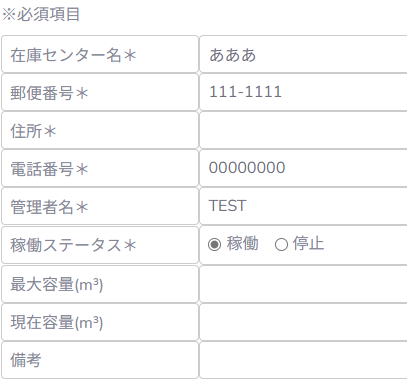 ※必須項目
在庫センター名＊ あああ
郵便番号＊ 111-1111
住所＊
電話番号＊ 00000000
管理者名＊ TEST
稼働ステータス＊ 稼働 停止
最大容量(m³)
現在容量(m³)
備考